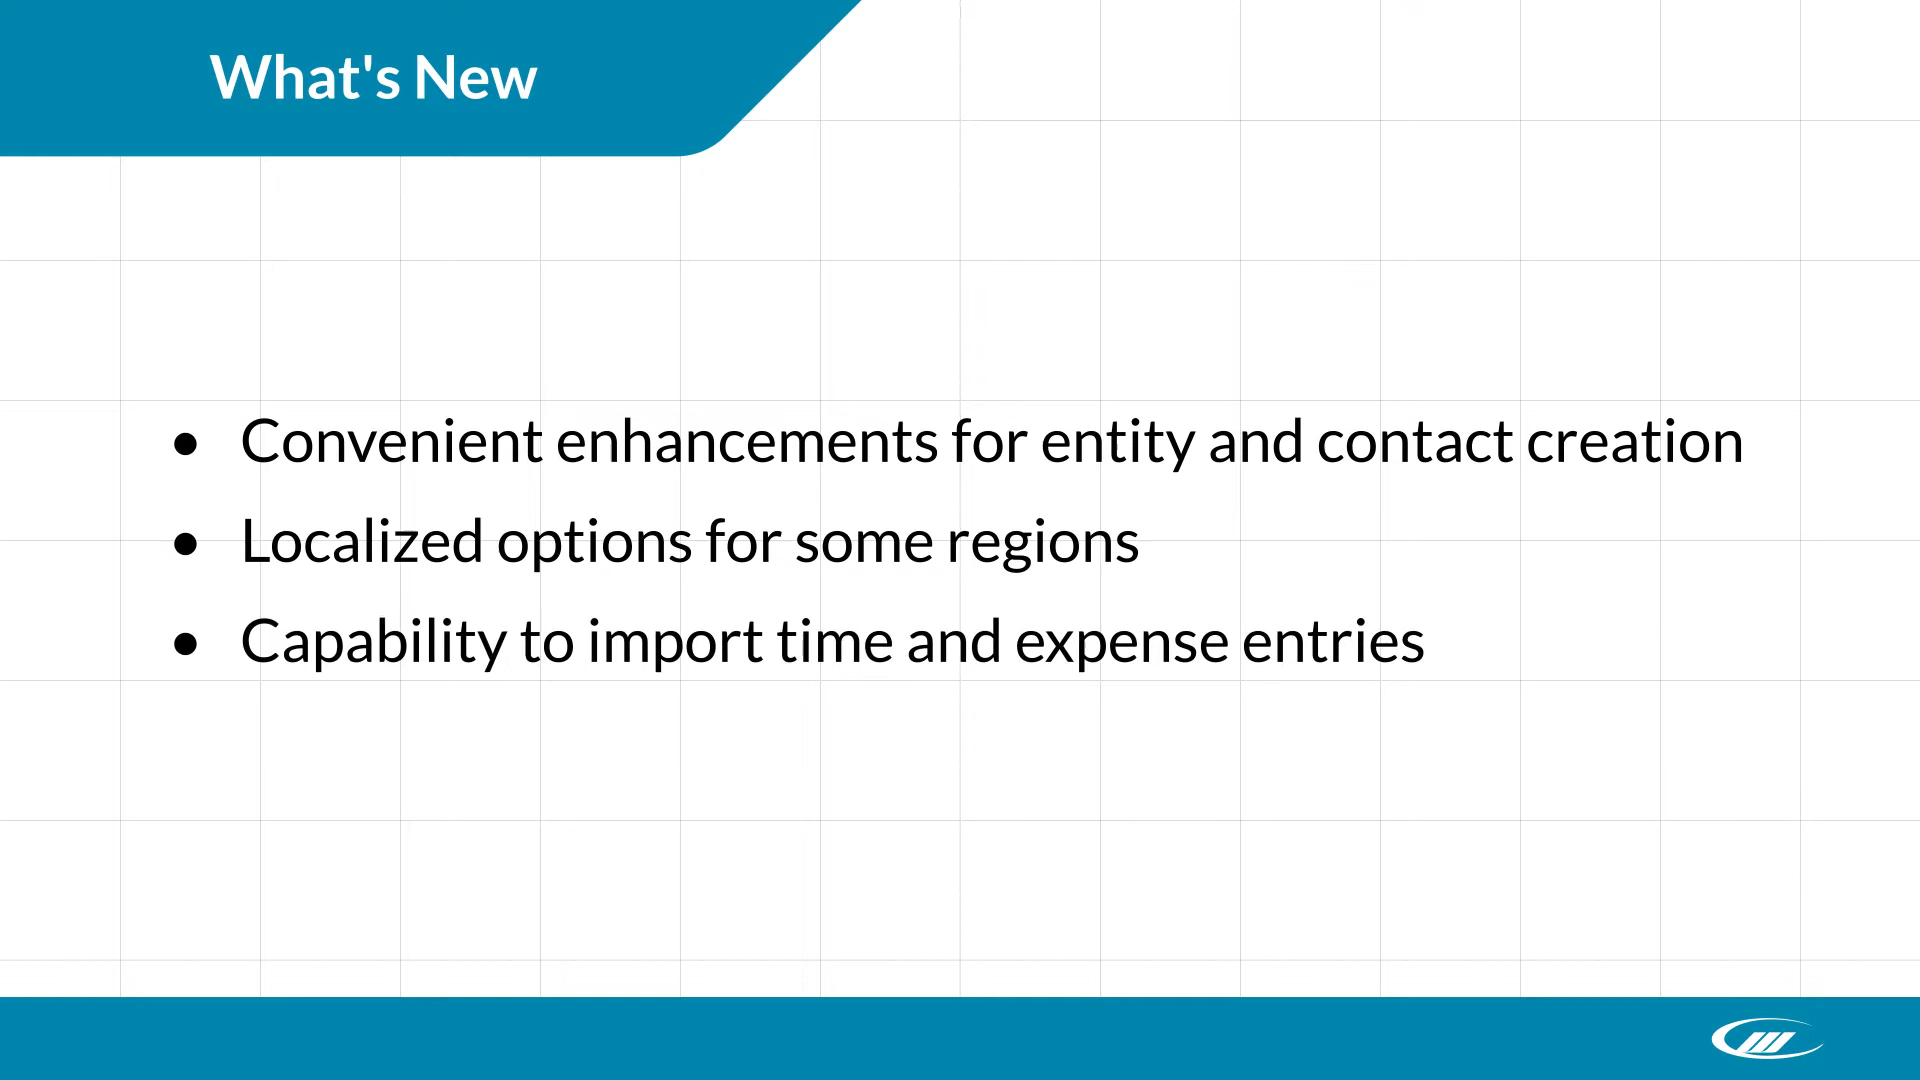 What's New
• Convenient enhancements for entity and contact creation
• Localized options for some regions
• Capability to import time and expense entries